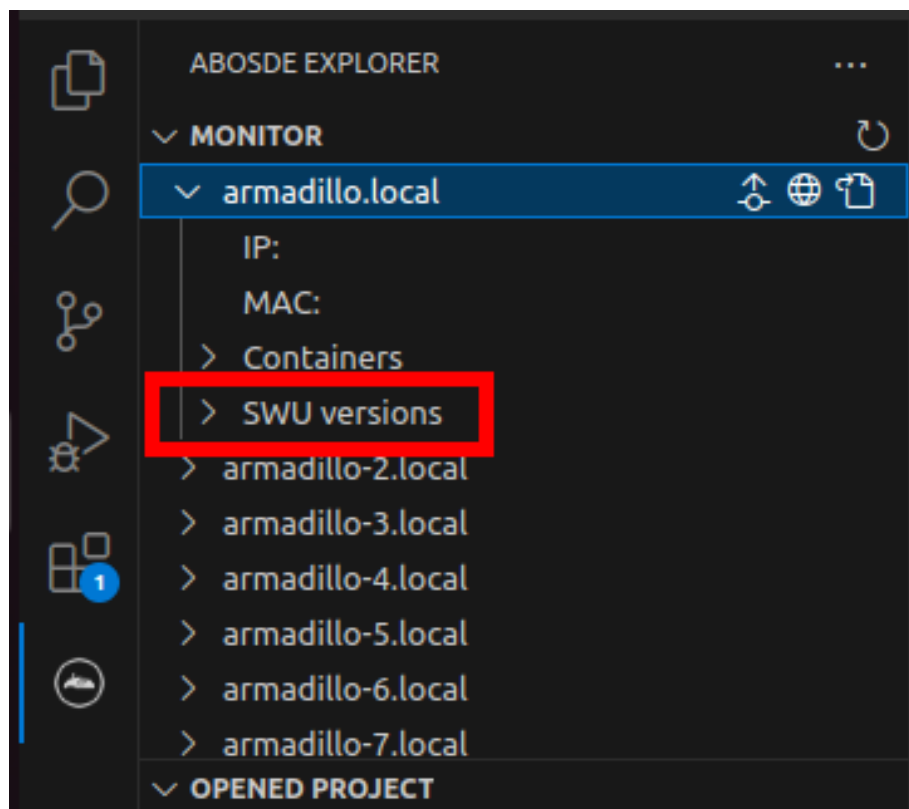 ABOSDE EXPLORER
MONITOR
armadillo.local
IP:
MAC:
Containers
SWU versions
armadillo-2.local
armadillo-3.local
armadillo-4.local
armadillo-5.local
armadillo-6.local
armadillo-7.local
OPENED PROJECT
1